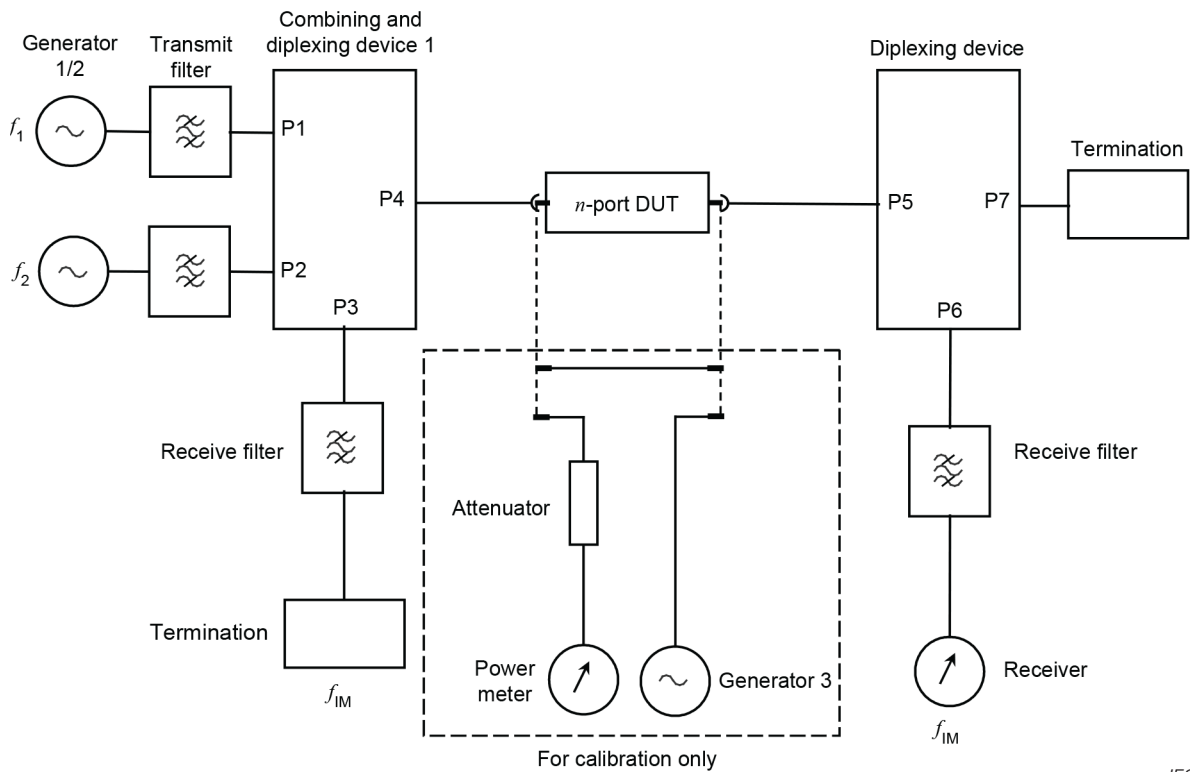 Combining and
diplexing device 1
Generator
1/2
Transmit
filter
Diplexing device
f1
P1
Termination
P4
n-port DUT
P5
P7
f2
P2
P3
P6
Receive filter
Receive filter
Attenuator
Termination
Power
meter
Generator 3
Receiver
fIM
fIM
For calibration only